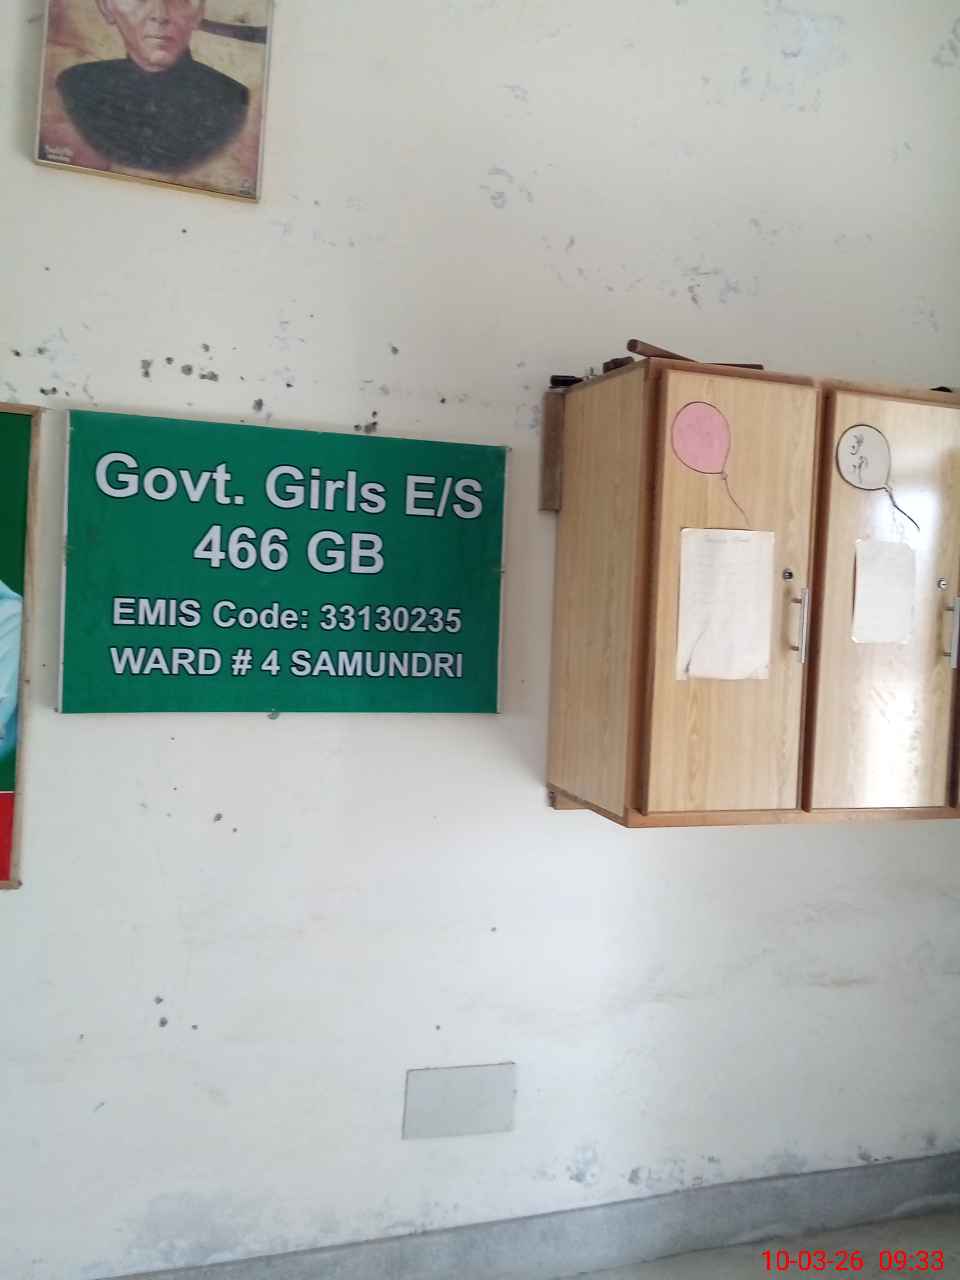 Govt. Girls E/S
466 GB
EMIS Code: 33130235
WARD # 4 SAMUNDRI
10-03-26 09:33